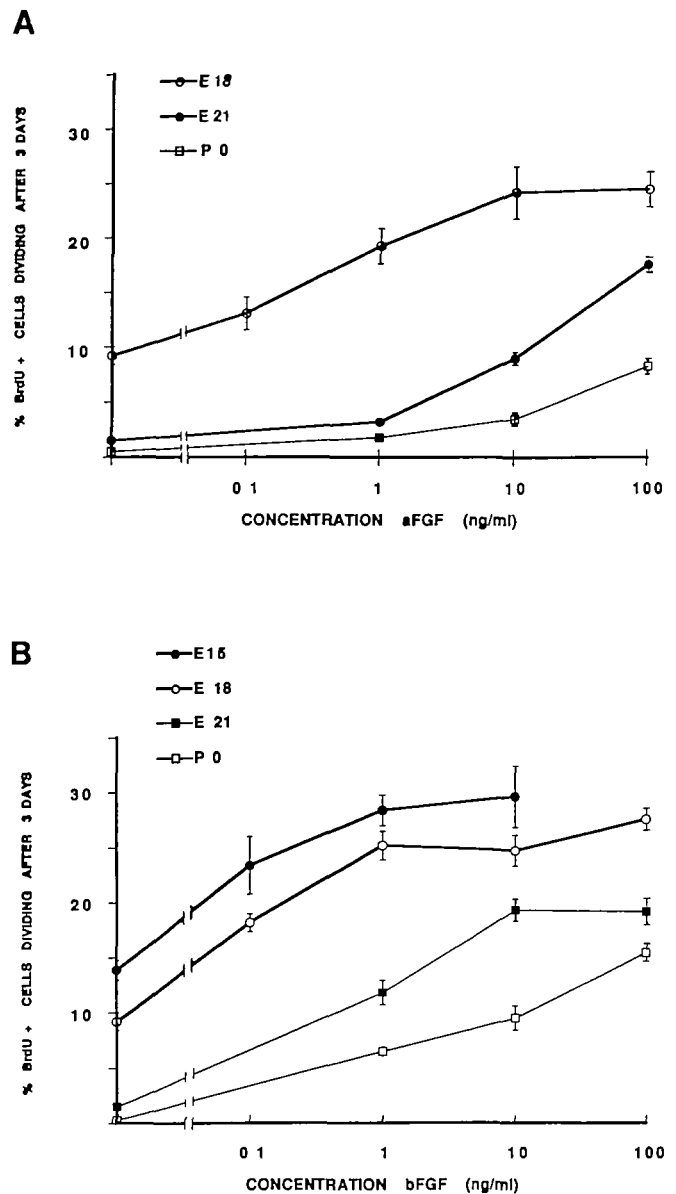 A
E 18
E 21
P 0
30
20
10
% BrdU + CELLS DIVIDING AFTER 3 DAYS
0 1 1 10 100
CONCENTRATION aFGF (ng/ml)
B
E15
E 18
E 21
P 0
30
20
10
% BrdU + CELLS DIVIDING AFTER 3 DAYS
0 1 1 10 100
CONCENTRATION bFGF (ng/ml)